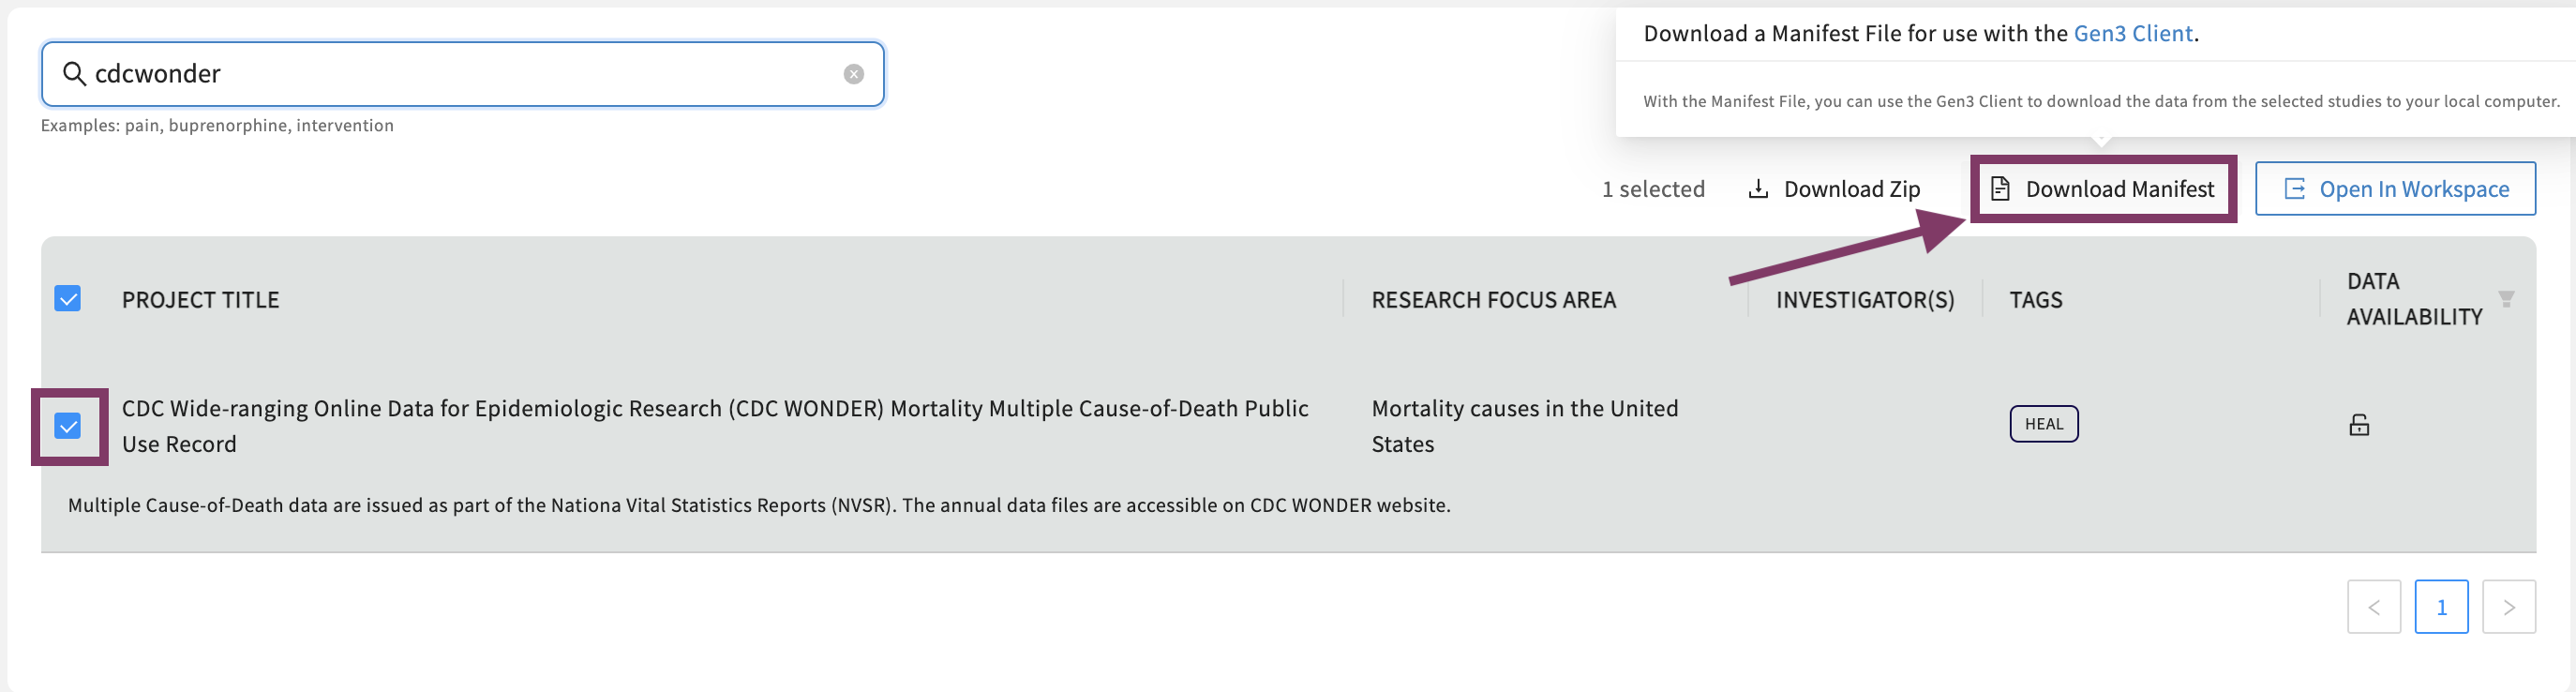 Download a Manifest File for use with the Gen3 Client.
cdcwonder
With the Manifest File, you can use the Gen3 Client to download the data from the selected studies to your local computer.
Examples: pain, buprenorphine, intervention
1 selected
Download Zip
Download Manifest
Open In Workspace
PROJECT TITLE
RESEARCH FOCUS AREA
INVESTIGATOR(S)
TAGS
DATA
AVAILABILITY
CDC Wide-ranging Online Data for Epidemiologic Research (CDC WONDER) Mortality Multiple Cause-of-Death Public
Use Record
Mortality causes in the United
States
HEAL
Multiple Cause-of-Death data are issued as part of the Nationa Vital Statistics Reports (NVSR). The annual data files are accessible on CDC WONDER website.
< 1 >